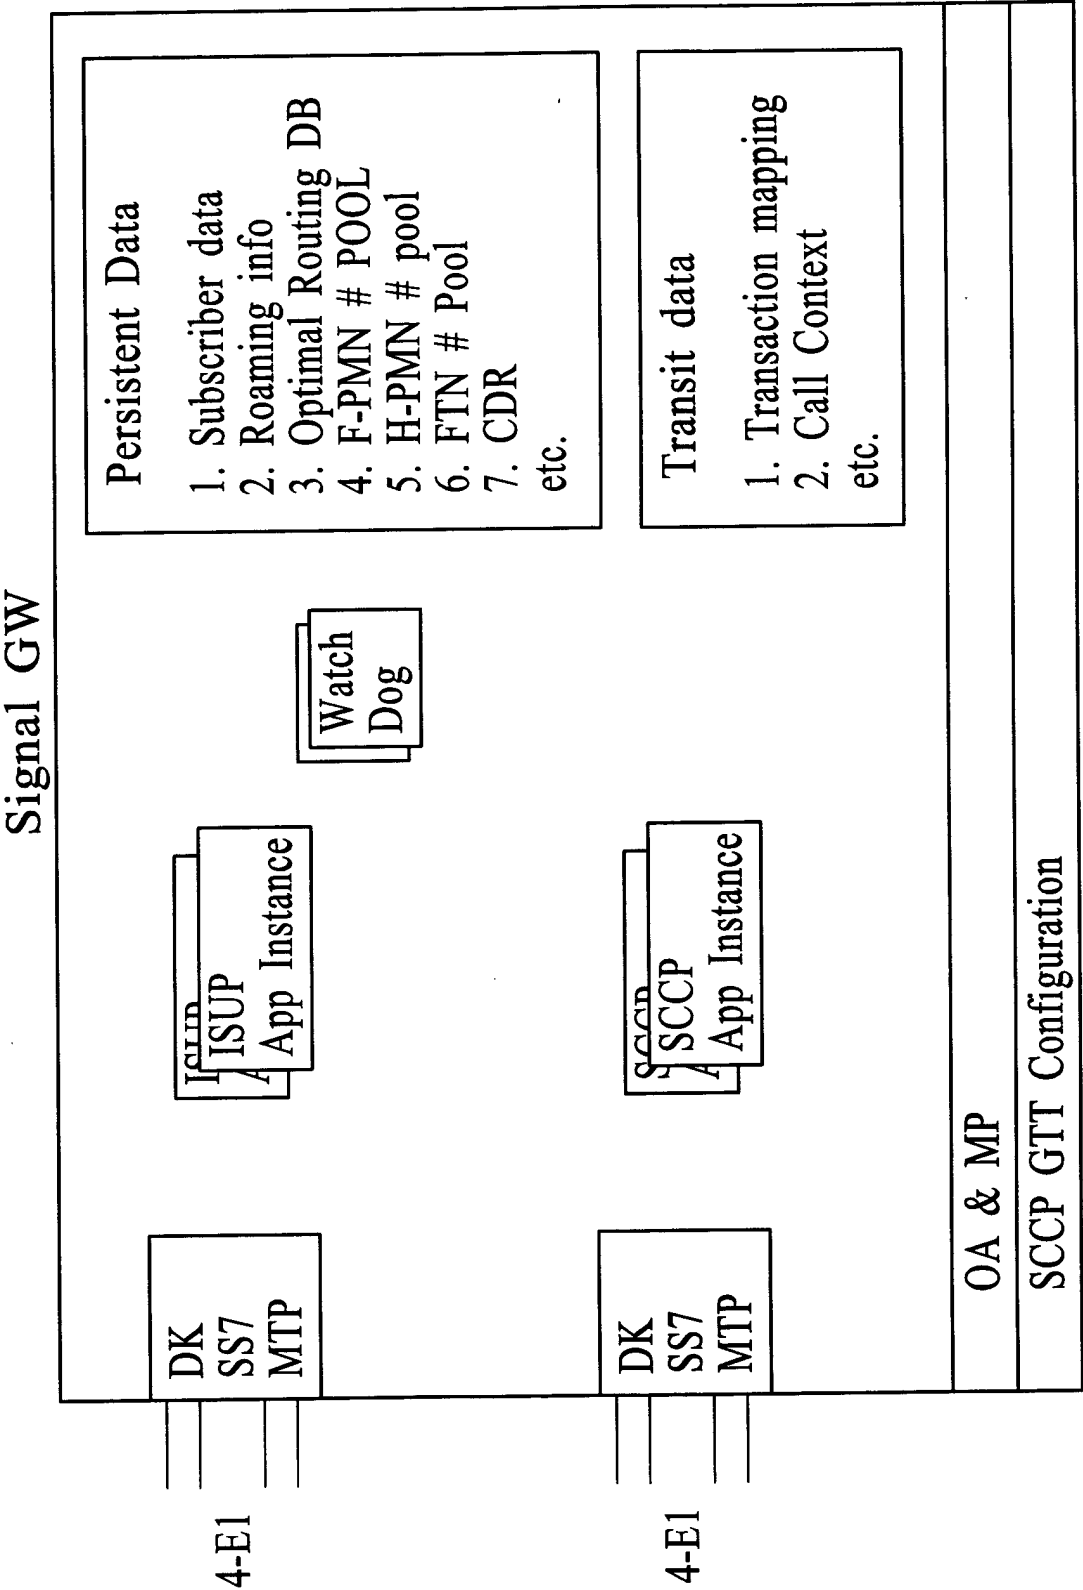 Signal GW
4-E1
DK
SS7
MTP
ISUP
A
ISUP
App Instance
Watch
Dog
Persistent Data
1. Subscriber data
2. Roaming info
3. Optimal Routing DB
4. F-PMN # POOL
5. H-PMN # pool
6. FTN # Pool
7. CDR
etc.
4-E1
DK
SS7
MTP
SCCP
A
SCCP
App Instance
Transit data
1. Transaction mapping
2. Call Context
etc.
OA & MP
SCCP GTT Configuration